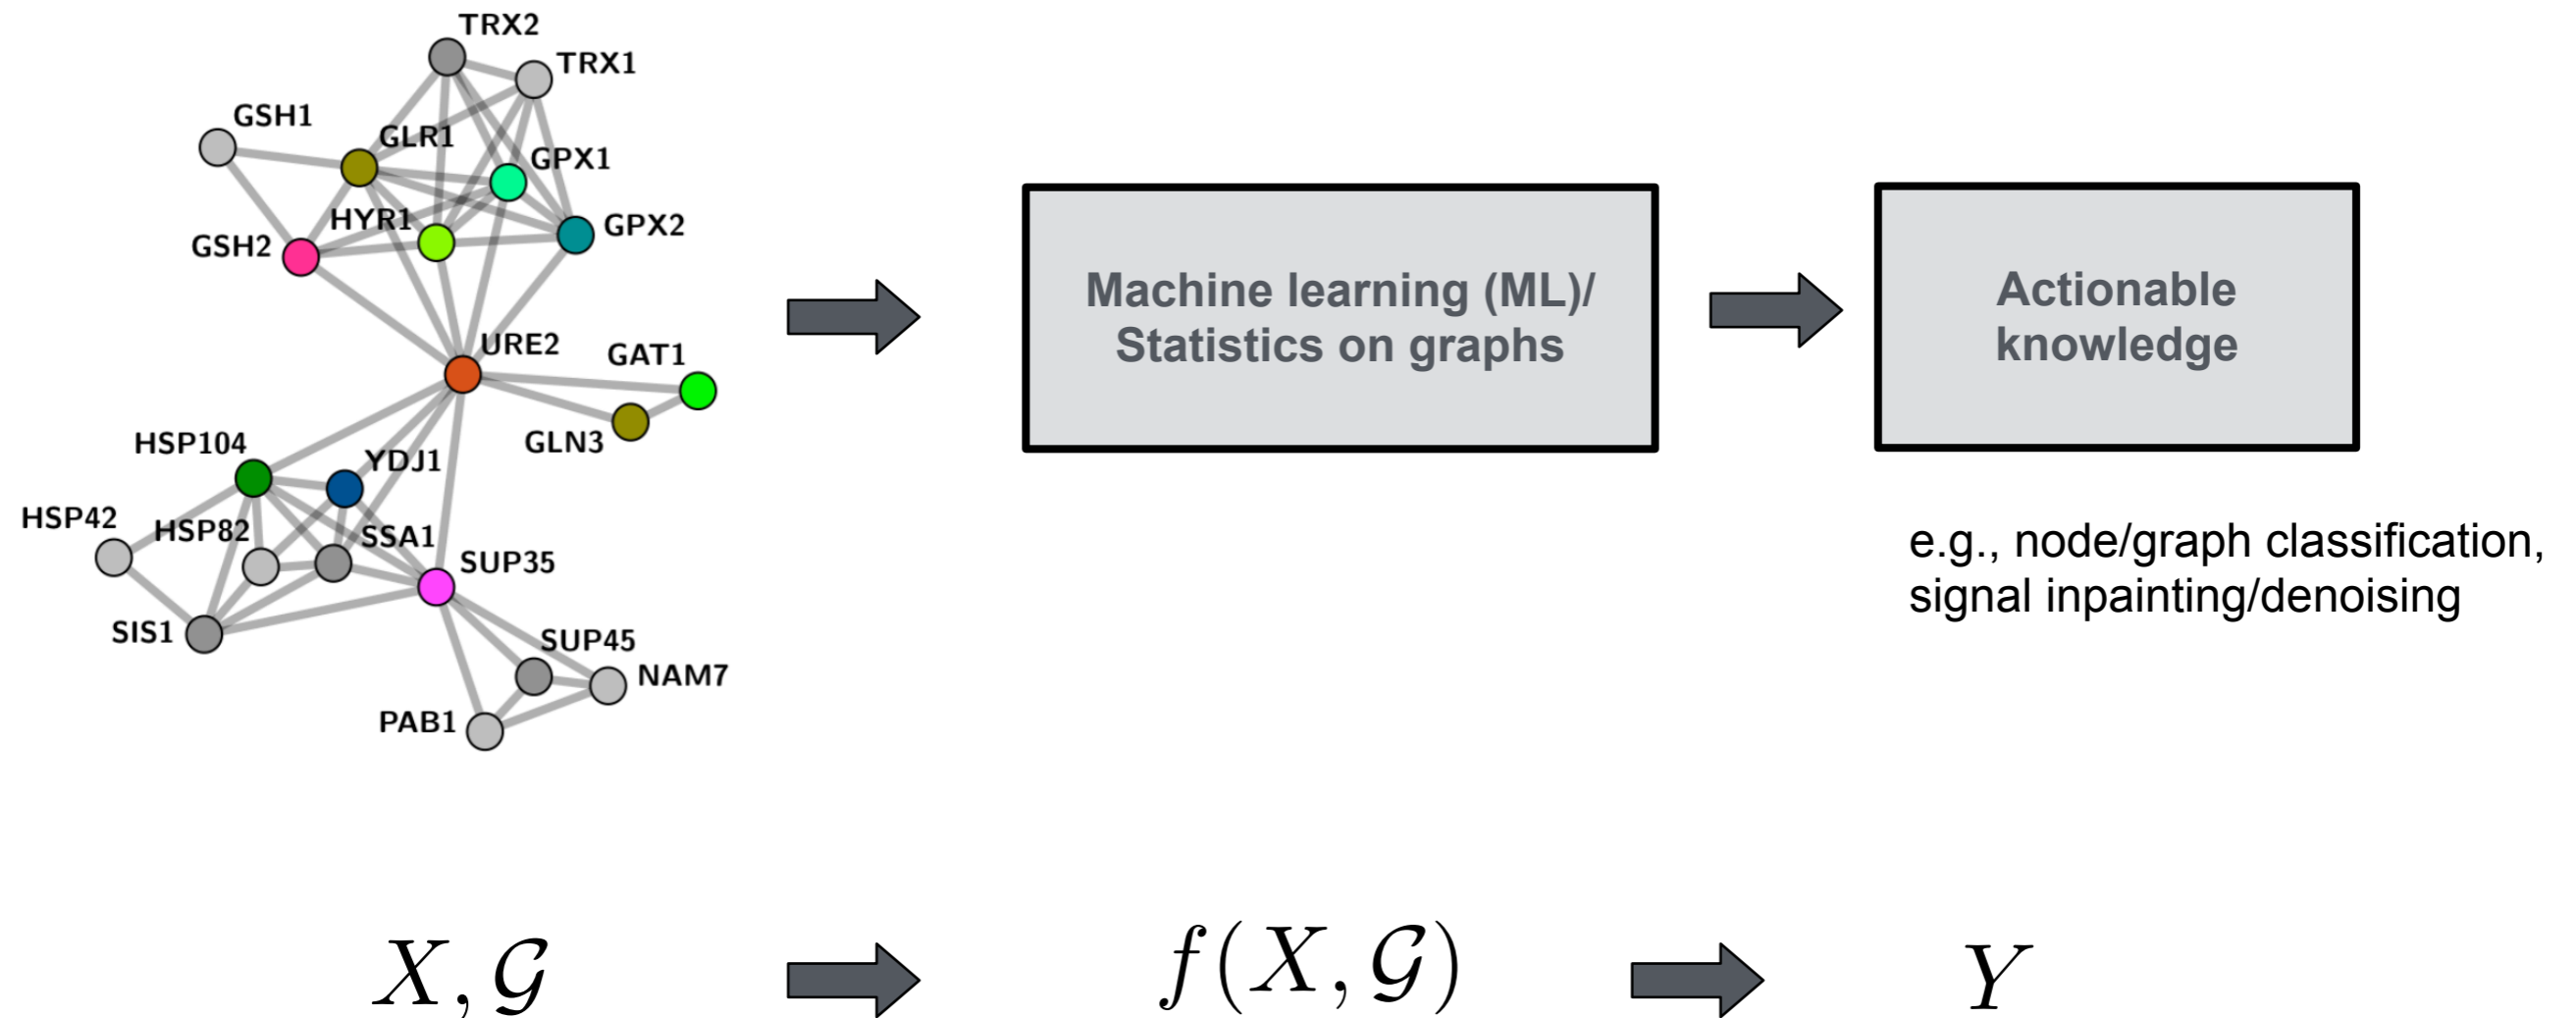 TRX2
TRX1
GSH1
GLR1
GPX1
HYR1
GPX2
GSH2
URE2
GAT1
GLN3
HSP104
YDJ1
HSP42
HSP82
SSA1
SUP35
SIS1
SUP45
NAM7
PAB1
Machine learning (ML)/
Statistics on graphs
Actionable
knowledge
e.g., node/graph classification,
signal inpainting/denoising
X, 𝒢
f(X, 𝒢)
Y